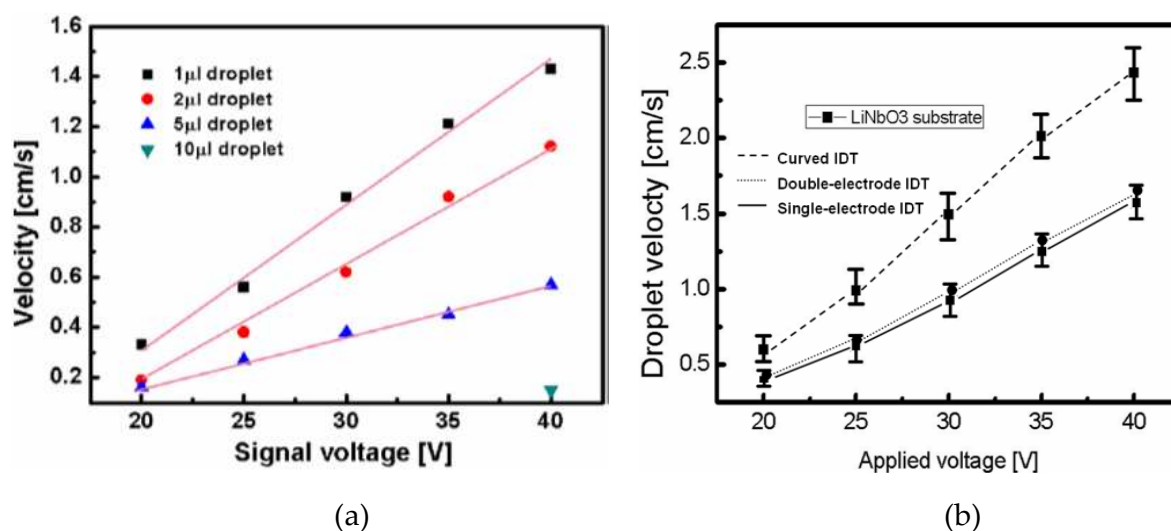 1.6
1.4
1.2
1.0
0.8
0.6
0.4
0.2
Velocity [cm/s]
1μl droplet
2μl droplet
5μl droplet
10μl droplet
20 25 30 35 40
Signal voltage [V]
(a)
2.5
2.0
1.5
1.0
0.5
Droplet velocty [cm/s]
LiNbO3 substrate
Curved IDT
Double-electrode IDT
Single-electrode IDT
20 25 30 35 40
Applied voltage [V]
(b)